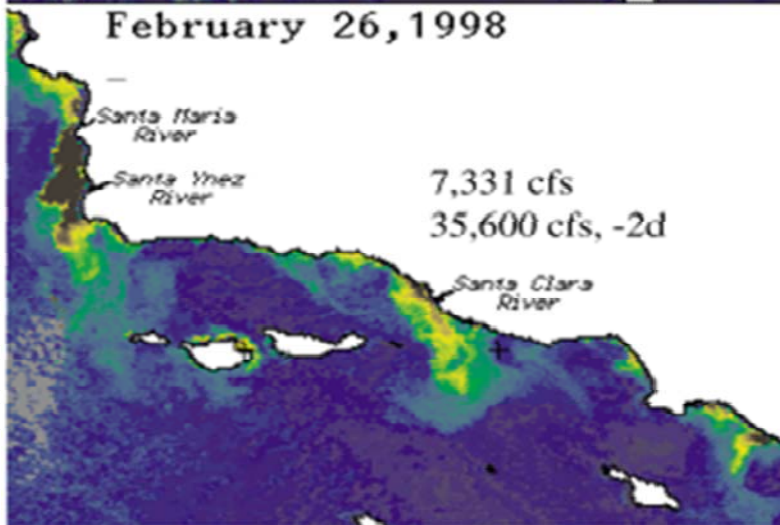 February 26,1998
Santa Maria
River
Santa Ynez
River
7,331 cfs
35,600 cfs, -2d
Santa Clara
River